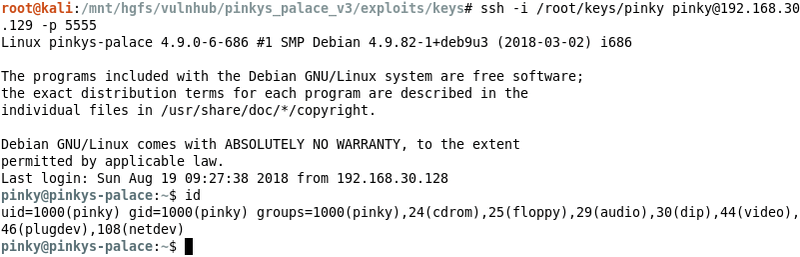 root@kali:/mnt/hgfs/vulnhub/pinkys_palace_v3/exploits/keys# ssh -i /root/keys/pinky pinky@192.168.30
.129 -p 5555
Linux pinkys-palace 4.9.0-6-686 #1 SMP Debian 4.9.82-1+deb9u3 (2018-03-02) i686
The programs included with the Debian GNU/Linux system are free software;
the exact distribution terms for each program are described in the
individual files in /usr/share/doc/*/copyright.
Debian GNU/Linux comes with ABSOLUTELY NO WARRANTY, to the extent
permitted by applicable law.
Last login: Sun Aug 19 09:27:38 2018 from 192.168.30.128
pinky@pinkys-palace:~$ id
uid=1000(pinky) gid=1000(pinky) groups=1000(pinky),24(cdrom),25(floppy),29(audio),30(dip),44(video),
46(plugdev),108(netdev)
pinky@pinkys-palace:~$